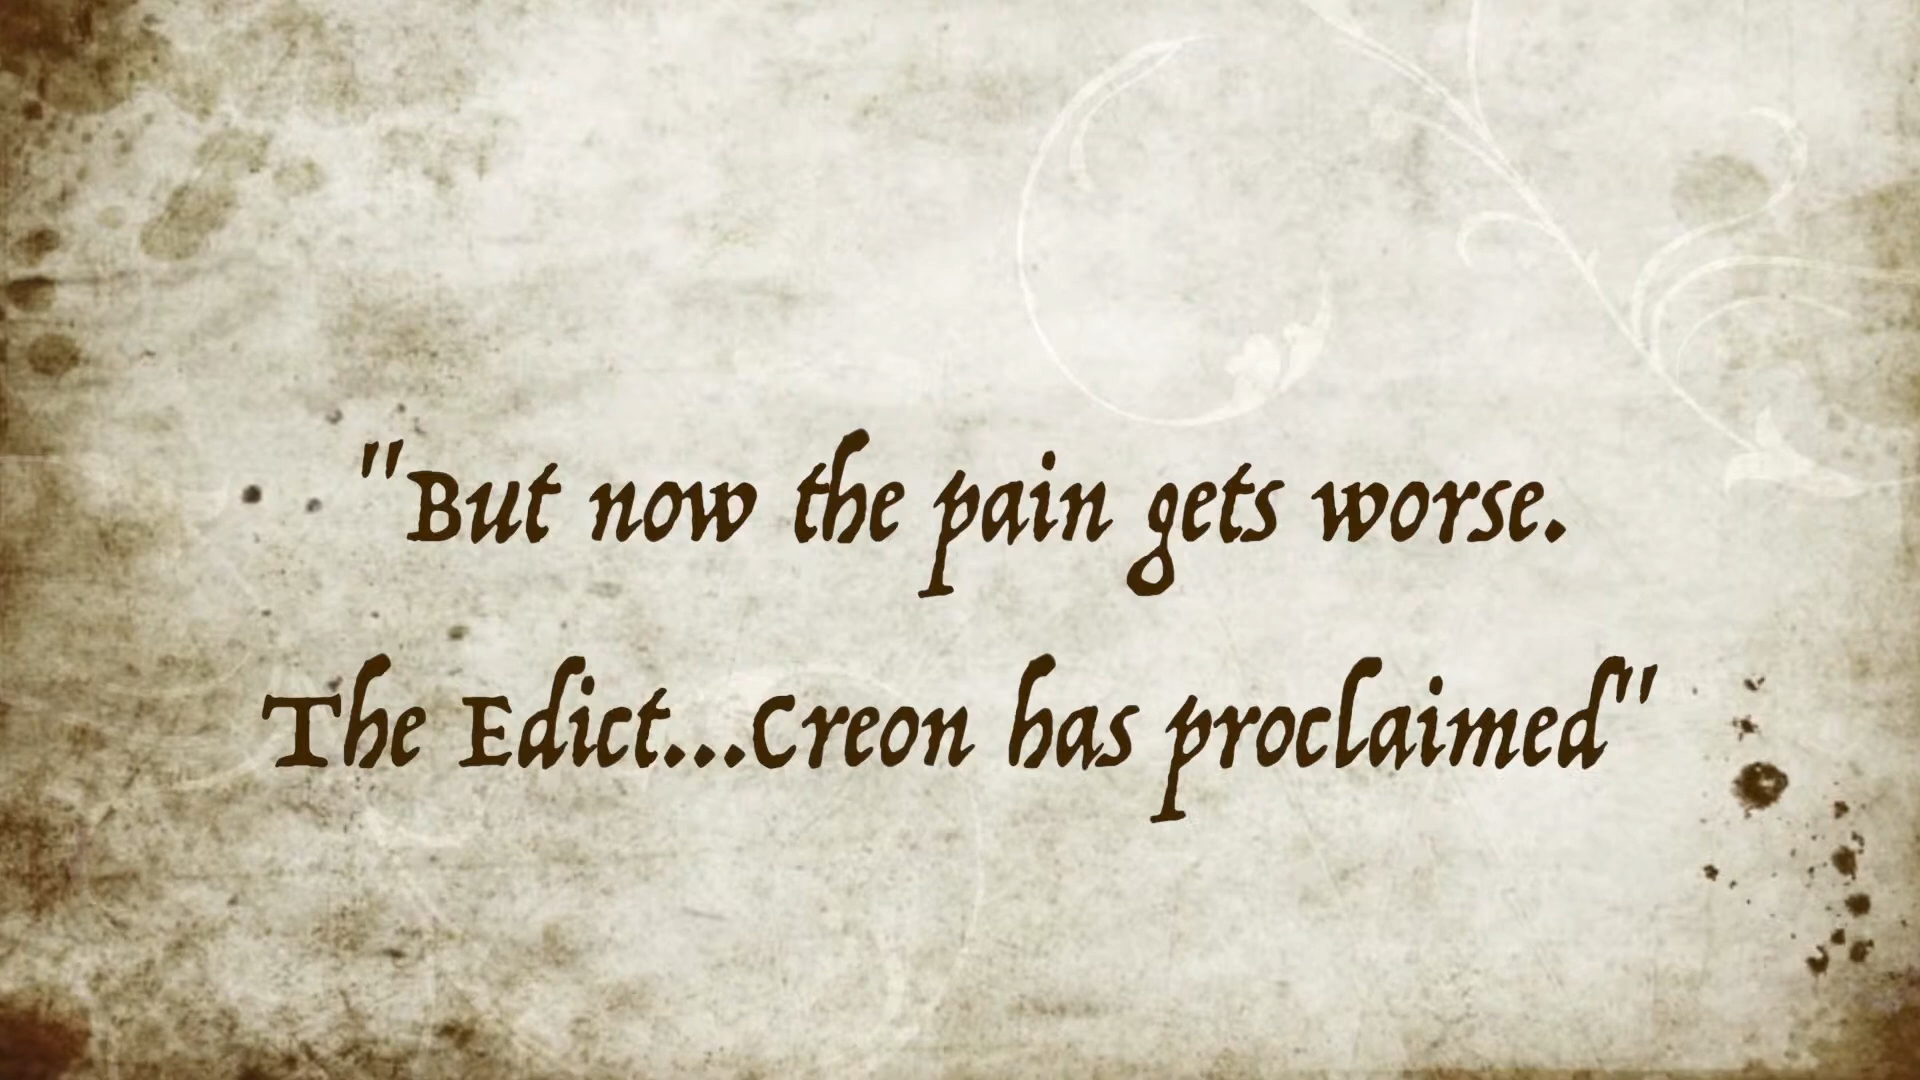 "But now the pain gets worse.
The Edict...Creon has proclaimed"